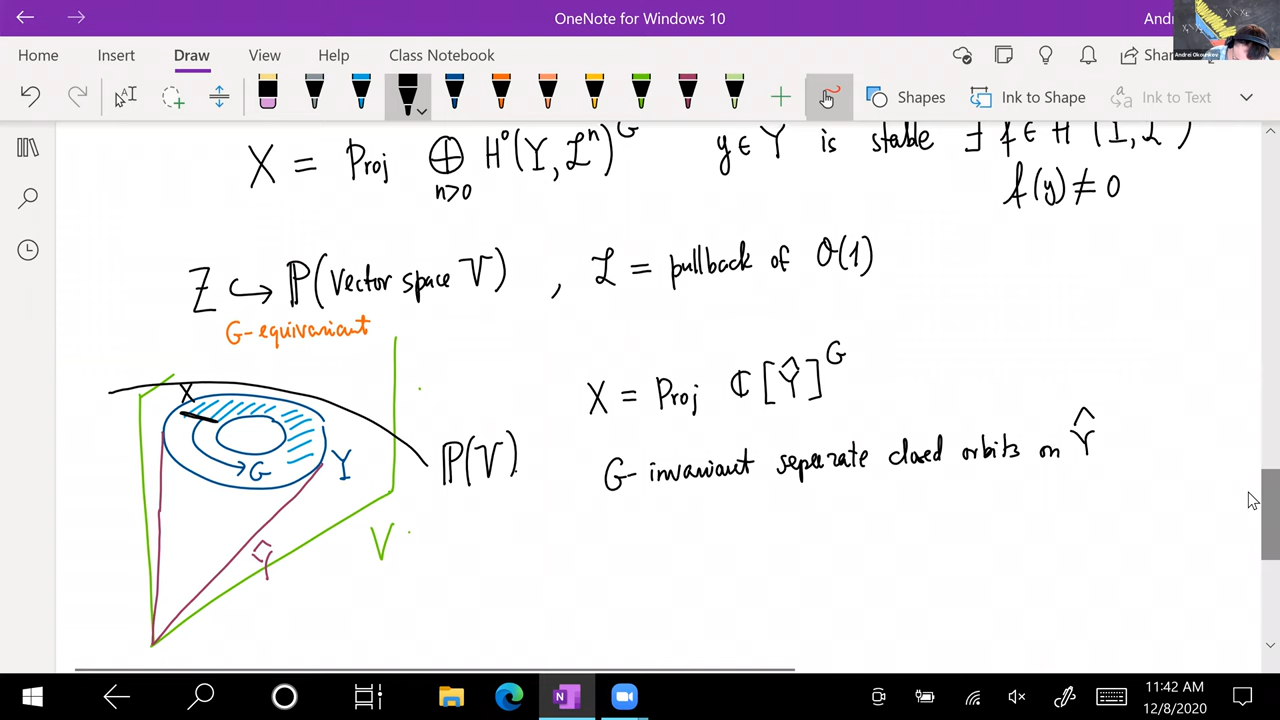 OneNote for Windows 10
Home Insert Draw View Help Class Notebook
Shapes Ink to Shape Ink to Text
X = Proj ⊕ H⁰(Y, ℒⁿ)ᴳ y ∈ Y is stable ∃ f ∈ H (Y, ℒ )
n>0
f(y) ≠ 0
Z ↪ ℙ(Vector space V) , ℒ = pullback of O(1)
G-equivariant
X
G
Y
ℙ(V)
V
Ŷ
X = Proj ℂ[Ŷ]ᴳ
G-invariant separate closed orbits on Ŷ
Andrei Okounkov
11:42 AM
12/8/2020